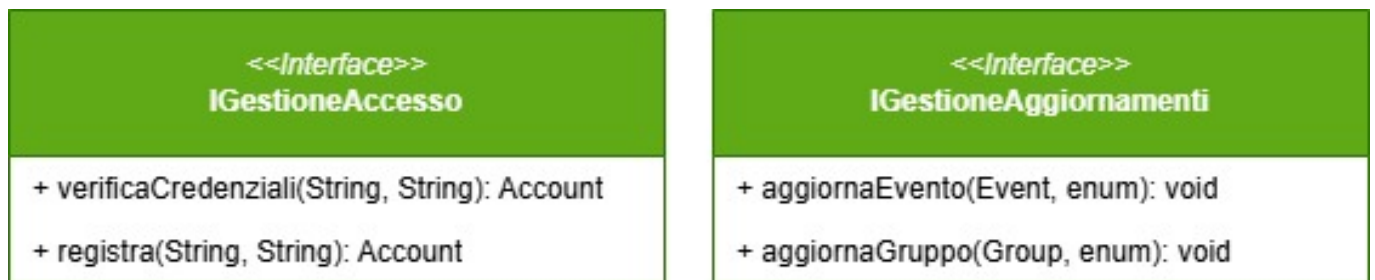 <<Interface>>
IGestioneAccesso
+ verificaCredenziali(String, String): Account
+ registra(String, String): Account
<<Interface>>
IGestioneAggiornamenti
+ aggiornaEvento(Event, enum): void
+ aggiornaGruppo(Group, enum): void